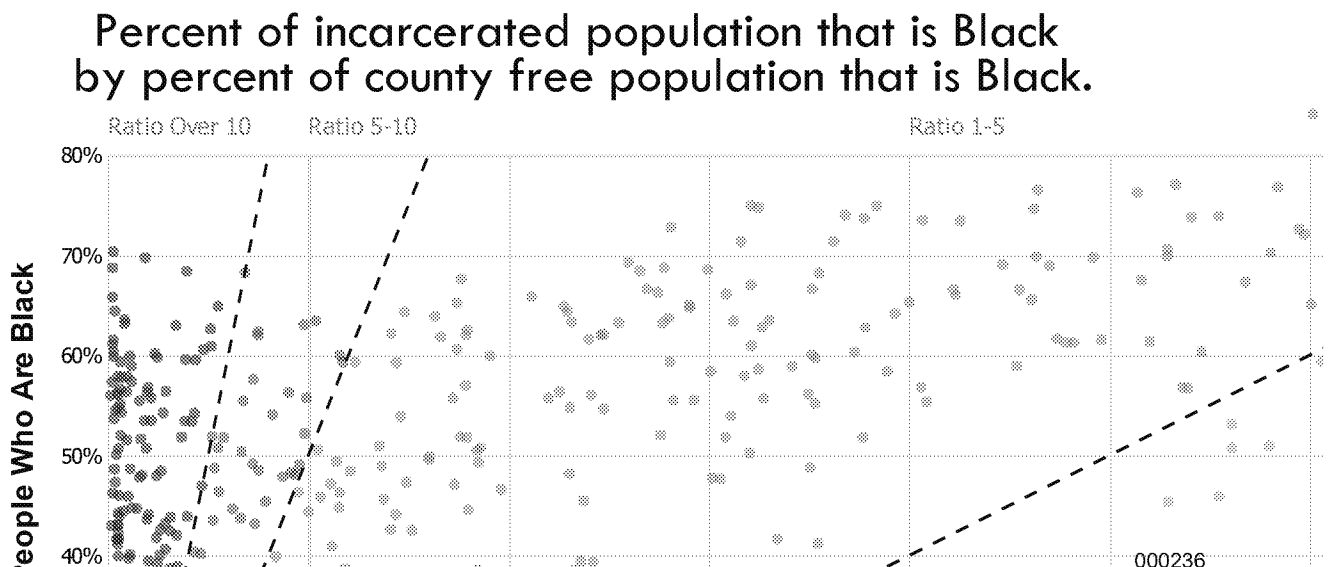 Percent of incarcerated population that is Black
by percent of county free population that is Black.
Ratio Over 10
Ratio 5-10
Ratio 1-5
80%
70%
60%
50%
40%
People Who Are Black
000236